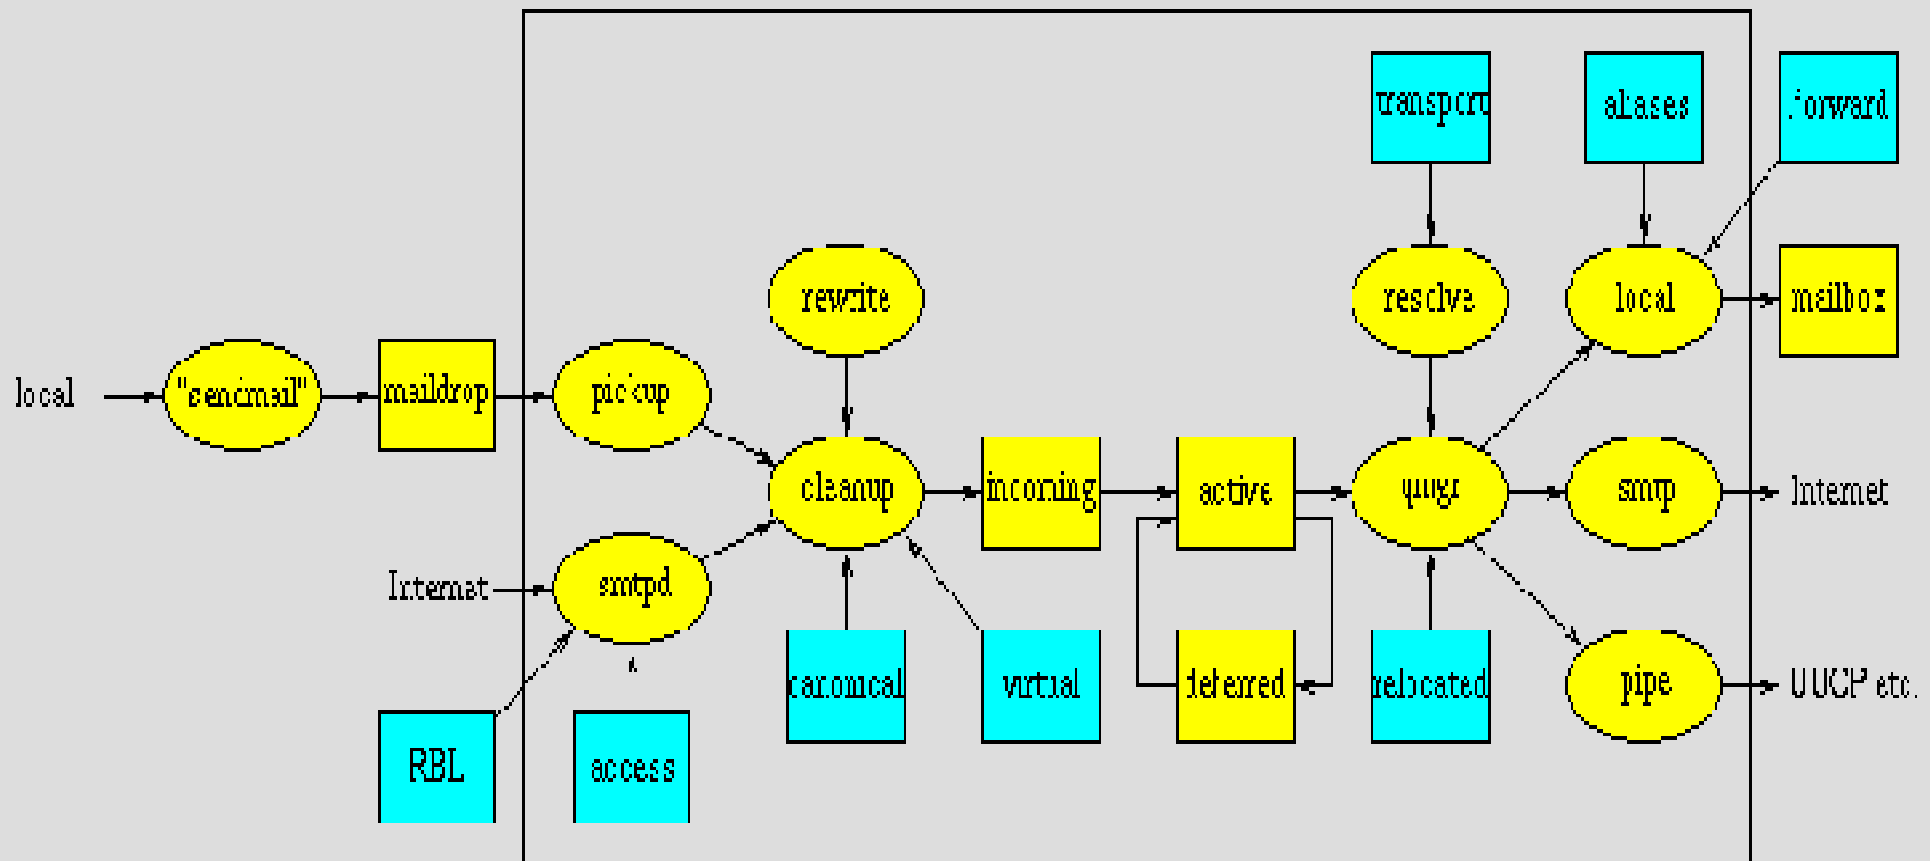 transport
aliases
.forward
rewrite
resolve
local
mailbox
local
"sendmail"
maildrop
pickup
cleanup
incoming
active
qmgr
smtp
Internet
Internet
smtpd
canonical
virtual
deferred
relocated
pipe
UUCP etc.
RBL
access